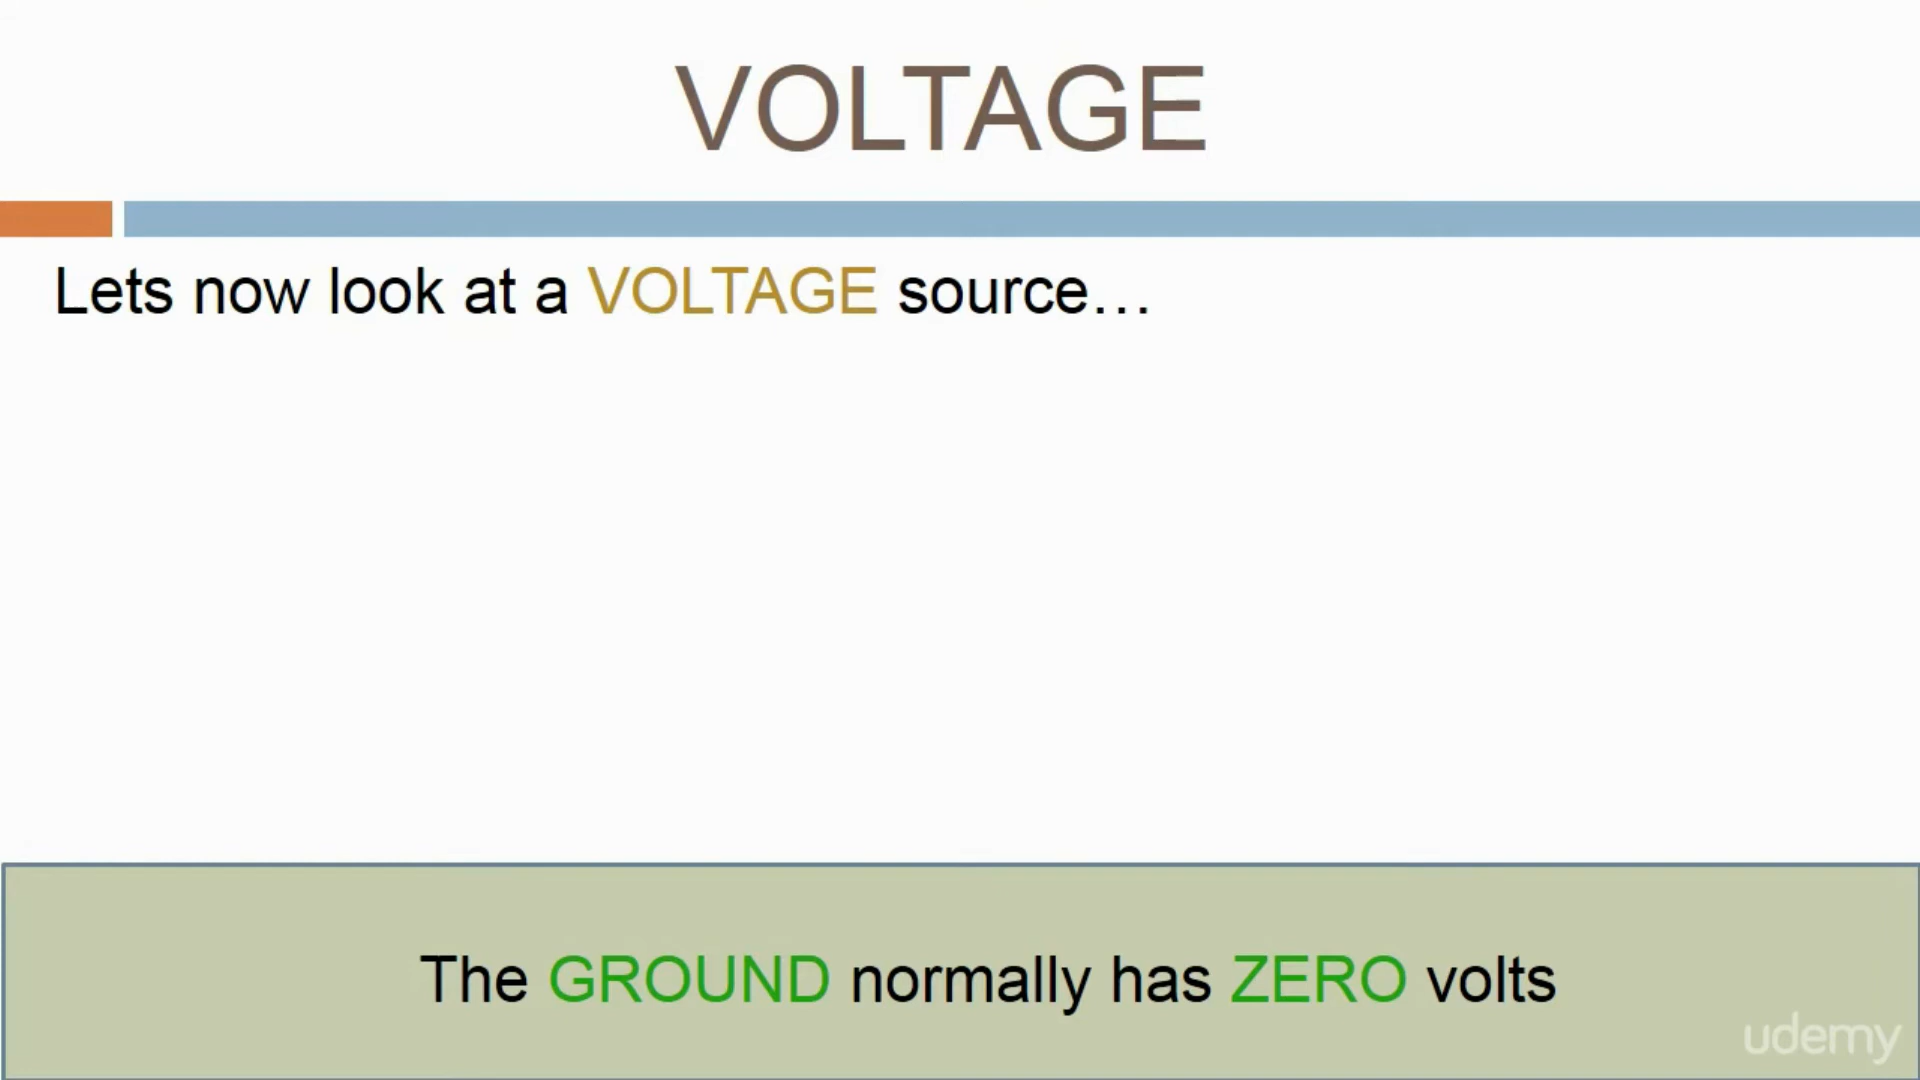 VOLTAGE
Lets now look at a VOLTAGE source…
The GROUND normally has ZERO volts
udemy